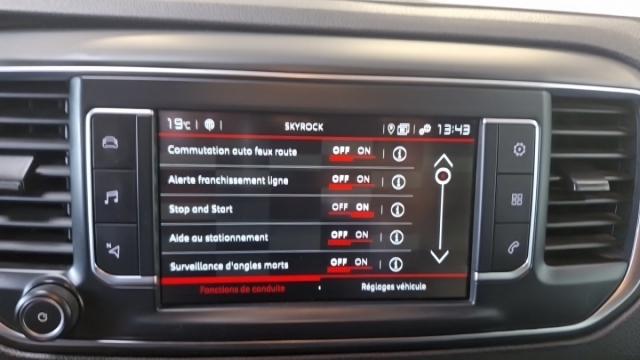 19°C SKYROCK 13:43
Commutation auto feux route OFF ON
Alerte franchissement ligne OFF ON
Stop and Start OFF ON
Aide au stationnement OFF ON
Surveillance d'angles morts OFF ON
Fonctions de conduite Réglages véhicule
N